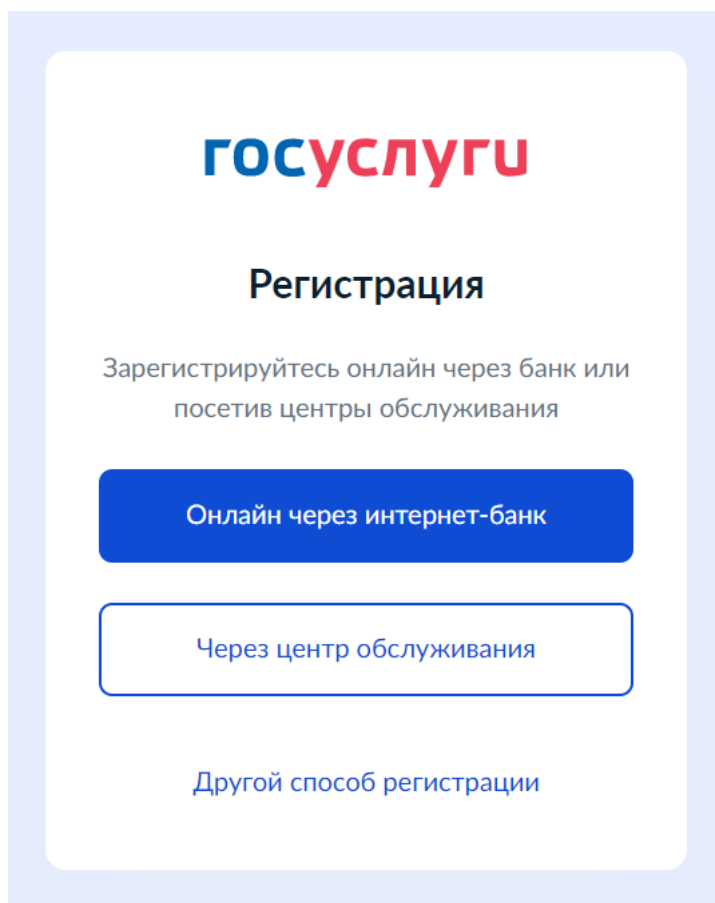 госуслуги
Регистрация
Зарегистрируйтесь онлайн через банк или
посетив центры обслуживания
Онлайн через интернет-банк
Через центр обслуживания
Другой способ регистрации